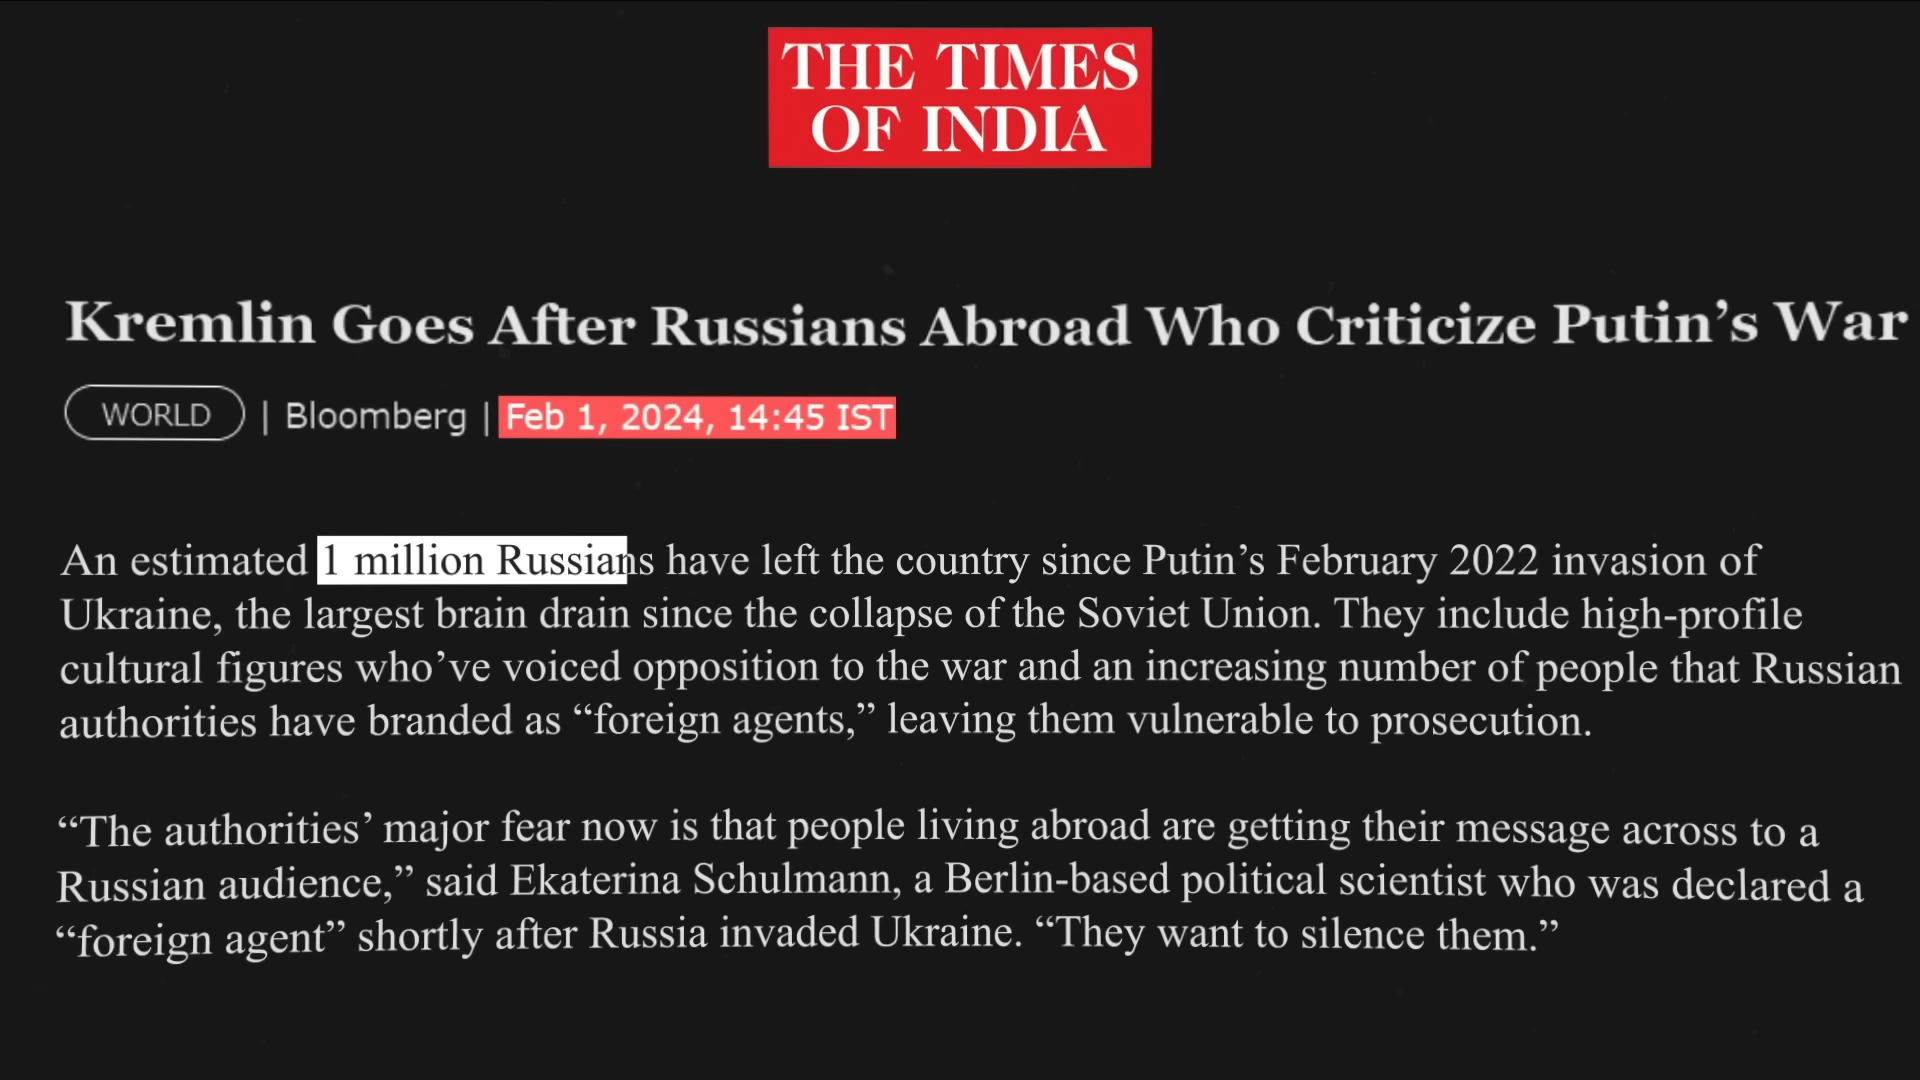 THE TIMES
OF INDIA
Kremlin Goes After Russians Abroad Who Criticize Putin’s War
WORLD | Bloomberg | Feb 1, 2024, 14:45 IST
An estimated 1 million Russians have left the country since Putin’s February 2022 invasion of
Ukraine, the largest brain drain since the collapse of the Soviet Union. They include high-profile
cultural figures who’ve voiced opposition to the war and an increasing number of people that Russian
authorities have branded as “foreign agents,” leaving them vulnerable to prosecution.
“The authorities’ major fear now is that people living abroad are getting their message across to a
Russian audience,” said Ekaterina Schulmann, a Berlin-based political scientist who was declared a
“foreign agent” shortly after Russia invaded Ukraine. “They want to silence them.”